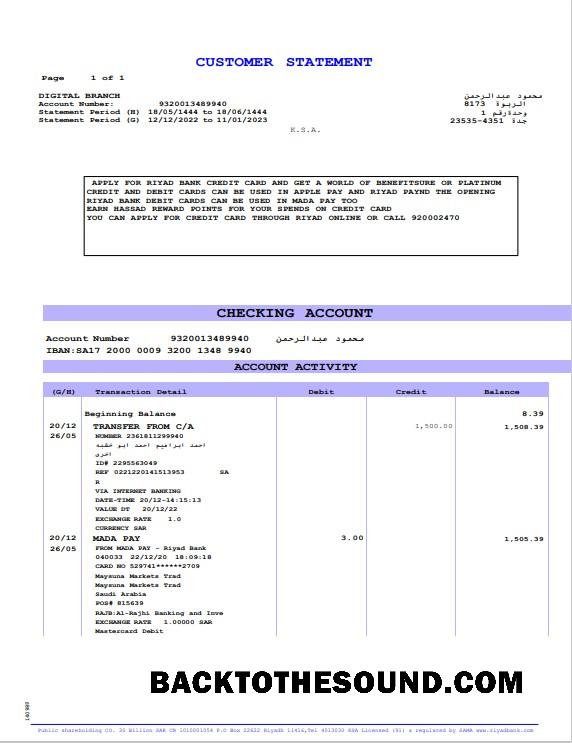 CUSTOMER STATEMENT
Page 1 of 1
DIGITAL BRANCH
محمود عبدالرحمن
Account Number: 9320013489940
الربوة 8173
Statement Period (H) 18/05/1444 to 18/06/1444
وحدةرقم 1
Statement Period (G) 12/12/2022 to 11/01/2023
جدة 4351-23535
K.S.A.
APPLY FOR RIYAD BANK CREDIT CARD AND GET A WORLD OF BENEFITSURE OR PLATINUM
CREDIT AND DEBIT CARDS CAN BE USED IN APPLE PAY AND RIYAD PAYND THE OPENING
RIYAD BANK DEBIT CARDS CAN BE USED IN MADA PAY TOO
EARN HASSAD REWARD POINTS FOR YOUR SPENDS ON CREDIT CARD
YOU CAN APPLY FOR CREDIT CARD THROUGH RIYAD ONLINE OR CALL 920002470
CHECKING ACCOUNT
Account Number 9320013489940 محمود عبدالرحمن
IBAN:SA17 2000 0009 3200 1348 9940
ACCOUNT ACTIVITY
(G/H) Transaction Detail Debit Credit Balance
Beginning Balance 8.39
20/12 TRANSFER FROM C/A 1,500.00 1,508.39
26/05 NUMBER 2361811299940
احمد ابراهيم احمد ابو خشبه
اخرى
ID# 2295563049
REF 0221220141513953 SA
R
VIA INTERNET BANKING
DATE-TIME 20/12-14:15:13
VALUE DT 20/12/22
EXCHANGE RATE 1.0
CURRENCY SAR
20/12 MADA PAY 3.00 1,505.39
26/05 FROM MADA PAY - Riyad Bank
040033 22/12/20 18:09:18
CARD NO 529741******2709
Maysuna Markets Trad
Maysuna Markets Trad
Saudi Arabia
POS# 815639
RAJB:Al-Rajhi Banking and Inve
EXCHANGE RATE 1.00000 SAR
Mastercard Debit
BACKTOTHESOUND.COM
Public shareholding CO. 30 Billion SAR CR 1010001054 P.O Box 22622 Riyadh 11416,Tel 4013030 KSA Licensed (91) a regulated by SAMA www.riyadbank.com